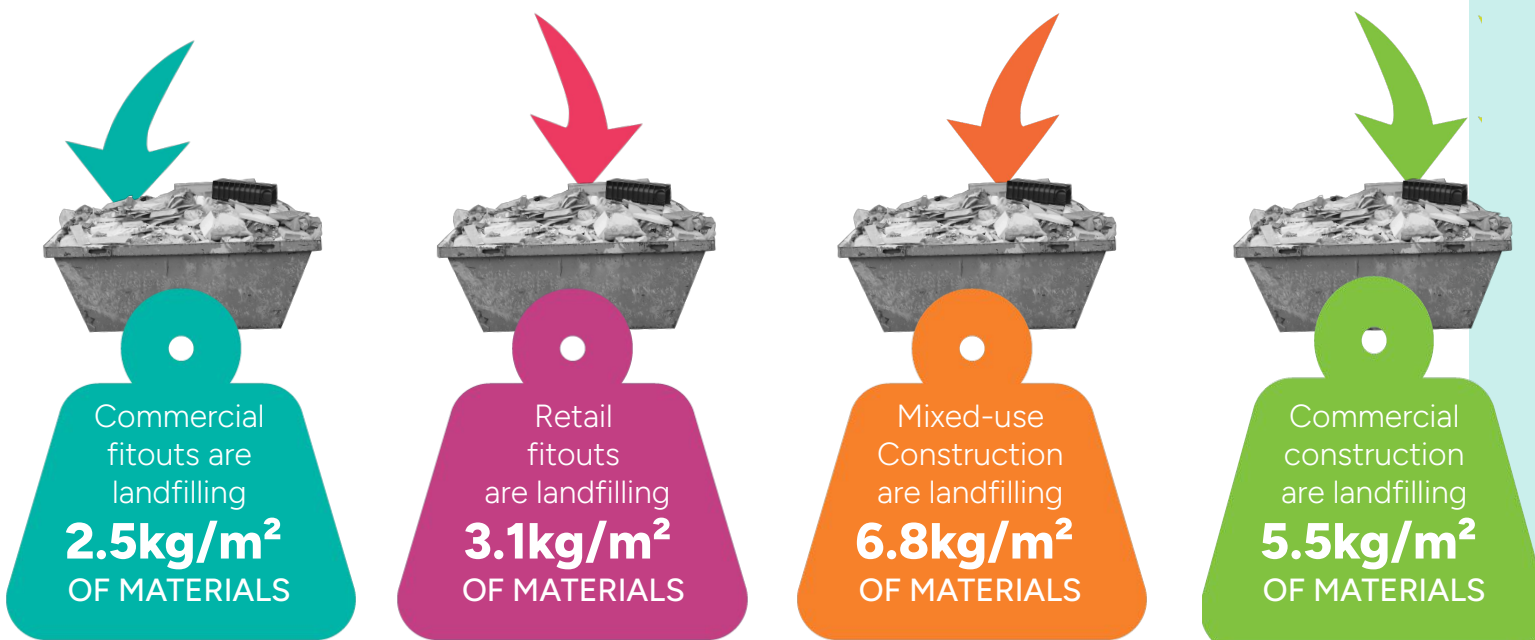 Commercial
fitouts are
landfilling
2.5kg/m²
OF MATERIALS
Retail
fitouts
are landfilling
3.1kg/m²
OF MATERIALS
Mixed-use
Construction
are landfilling
6.8kg/m²
OF MATERIALS
Commercial
construction
are landfilling
5.5kg/m²
OF MATERIALS